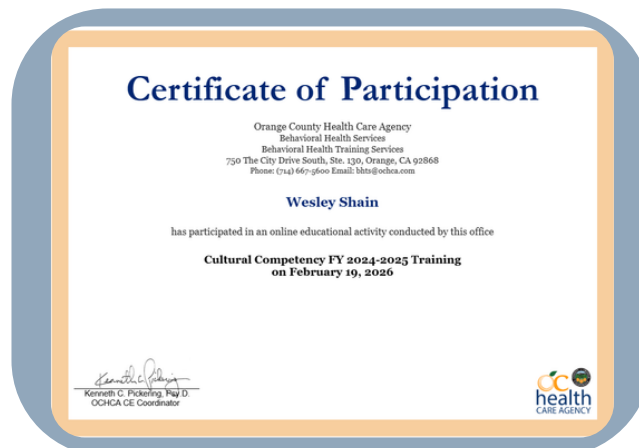 Certificate of Participation
Orange County Health Care Agency
Behavioral Health Services
Behavioral Health Training Services
750 The City Drive South, Ste. 130, Orange, CA 92868
Phone: (714) 667-5600 Email: bhts@ochca.com
Wesley Shain
has participated in an online educational activity conducted by this office
Cultural Competency FY 2024-2025 Training
on February 19, 2026
Kenneth C. Pickering, Psy.D.
OCHCA CE Coordinator
OC
health
CARE AGENCY